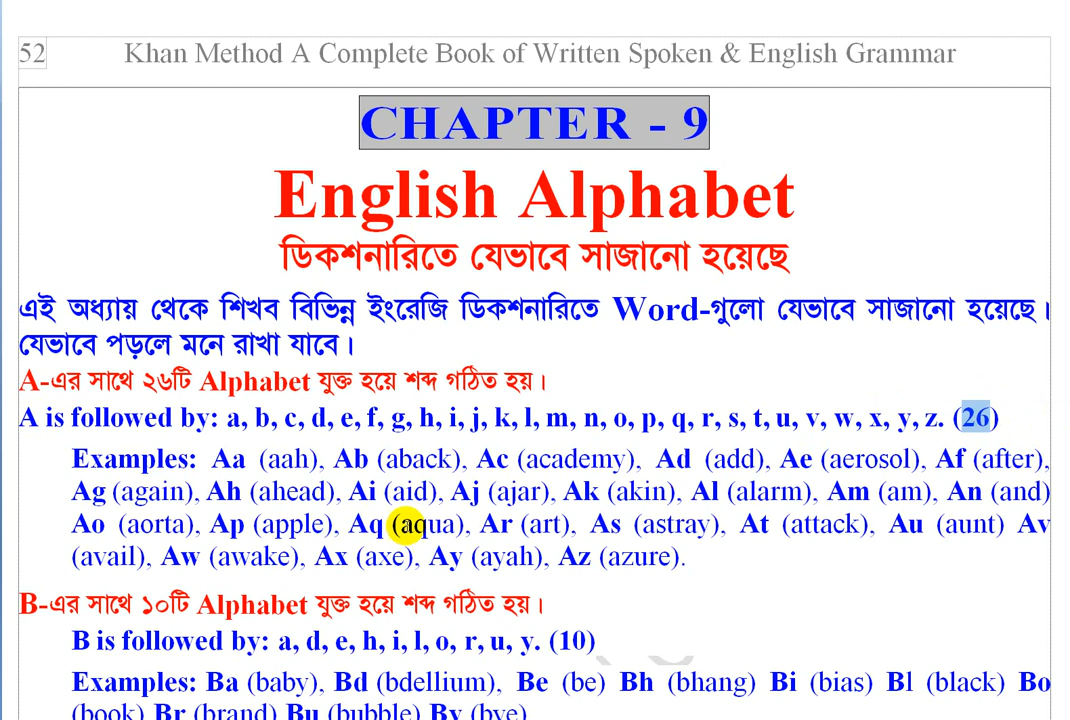 52 Khan Method A Complete Book of Written Spoken & English Grammar
CHAPTER - 9
English Alphabet
ডিকশনারিতে যেভাবে সাজানো হয়েছে
এই অধ্যায় থেকে শিখব বিভিন্ন ইংরেজি ডিকশনারিতে Word-গুলো যেভাবে সাজানো হয়েছে।
যেভাবে পড়লে মনে রাখা যাবে।
A-এর সাথে ২৬টি Alphabet যুক্ত হয়ে শব্দ গঠিত হয়।
A is followed by: a, b, c, d, e, f, g, h, i, j, k, l, m, n, o, p, q, r, s, t, u, v, w, x, y, z. (26)
Examples: Aa (aah), Ab (aback), Ac (academy), Ad (add), Ae (aerosol), Af (after),
Ag (again), Ah (ahead), Ai (aid), Aj (ajar), Ak (akin), Al (alarm), Am (am), An (and)
Ao (aorta), Ap (apple), Aq (aqua), Ar (art), As (astray), At (attack), Au (aunt) Av
(avail), Aw (awake), Ax (axe), Ay (ayah), Az (azure).
B-এর সাথে ১০টি Alphabet যুক্ত হয়ে শব্দ গঠিত হয়।
B is followed by: a, d, e, h, i, l, o, r, u, y. (10)
Examples: Ba (baby), Bd (bdellium), Be (be) Bh (bhang) Bi (bias) Bl (black) Bo
(book) Br (brand) Bu (bubble) By (bye)